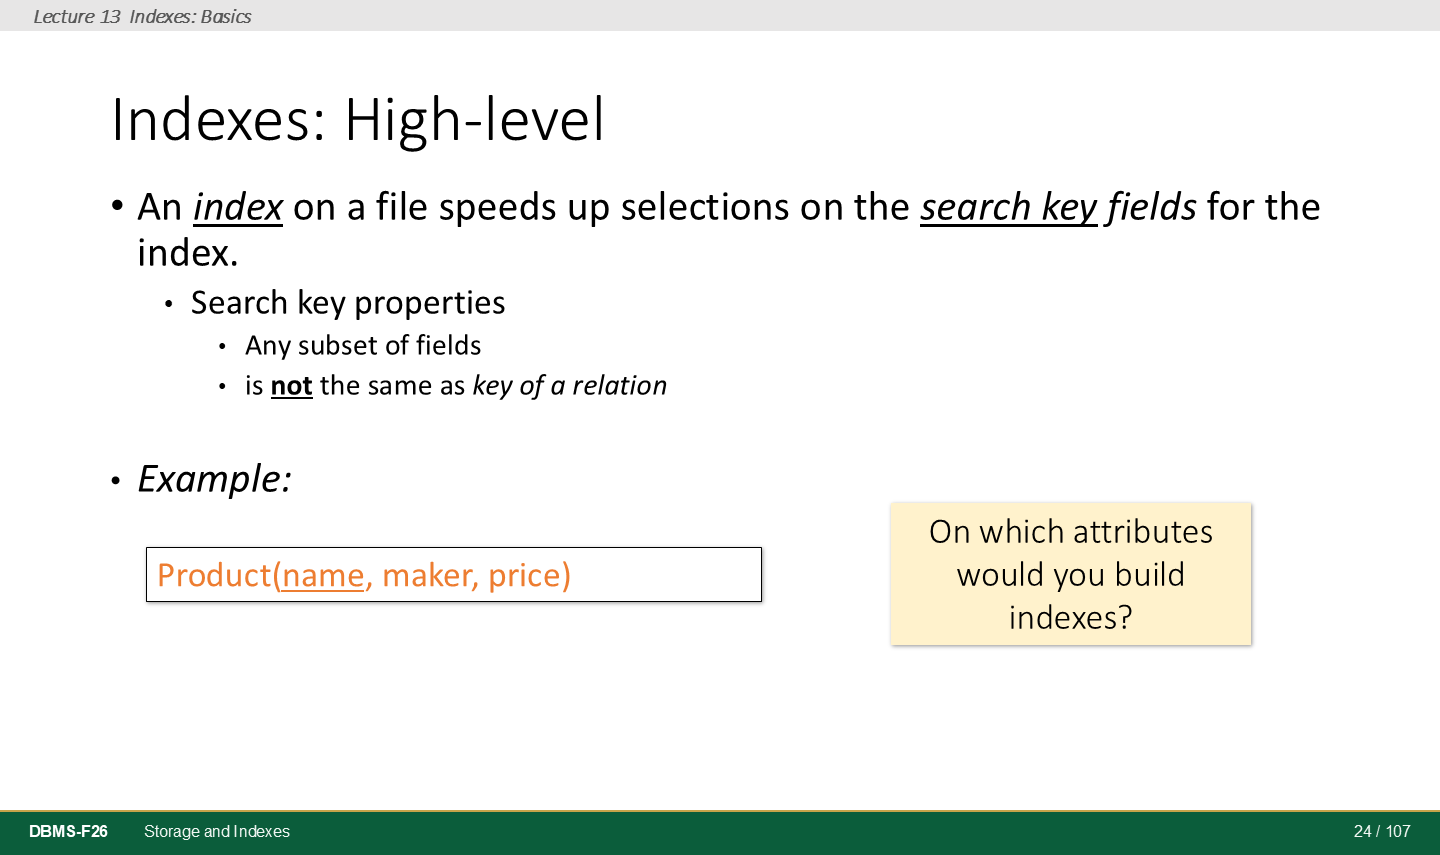 Lecture 13 Indexes: Basics
Indexes: High-level
• An index on a file speeds up selections on the search key fields for the
index.
• Search key properties
• Any subset of fields
• is not the same as key of a relation
• Example:
Product(name, maker, price)
On which attributes
would you build
indexes?
DBMS-F26 Storage and Indexes 24 / 107